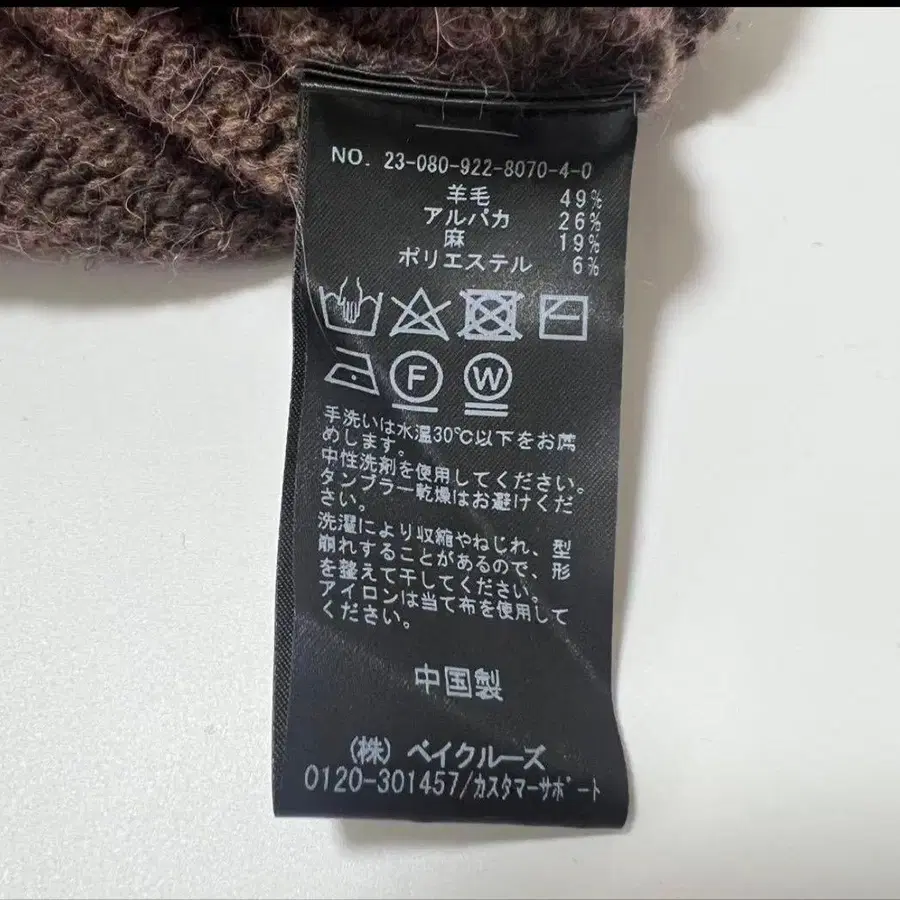 NO. 23-080-922-8070-4-0
羊毛 49%
アルパカ 26%
麻 19%
ポリエステル 6%
F W
手洗いは水温30℃以下をお薦
めします。
中性洗剤を使用してください。
タンブラー乾燥はお避けくだ
さい。
洗濯により収縮やねじれ、型
崩れすることがあるので、形
を整えて干してください。
アイロンは当て布を使用して
ください。
中国製
(株) ベイクルーズ
0120-301457/カスタマーサポート